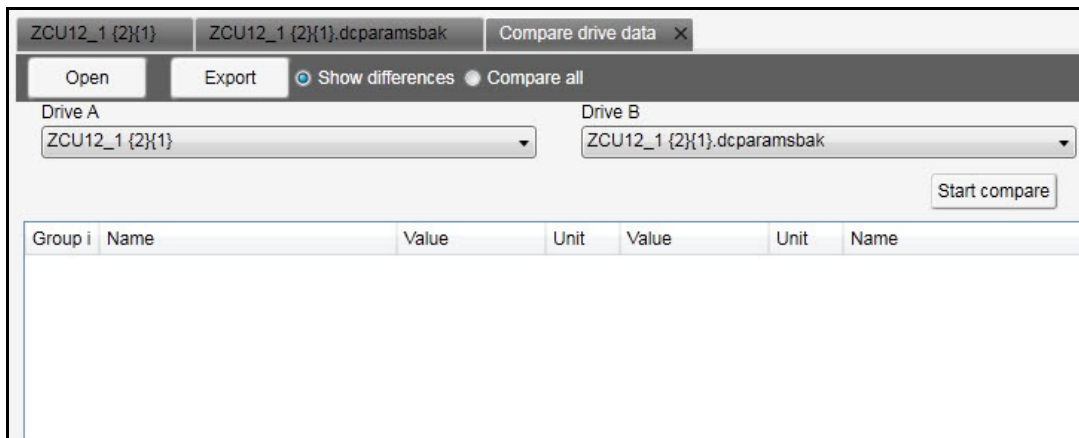 ZCU12_1 {2}{1} ZCU12_1 {2}{1}.dcparamsbak Compare drive data ×
Open Export Show differences Compare all
Drive A Drive B
ZCU12_1 {2}{1} ZCU12_1 {2}{1}.dcparamsbak
Start compare
Group i Name Value Unit Value Unit Name